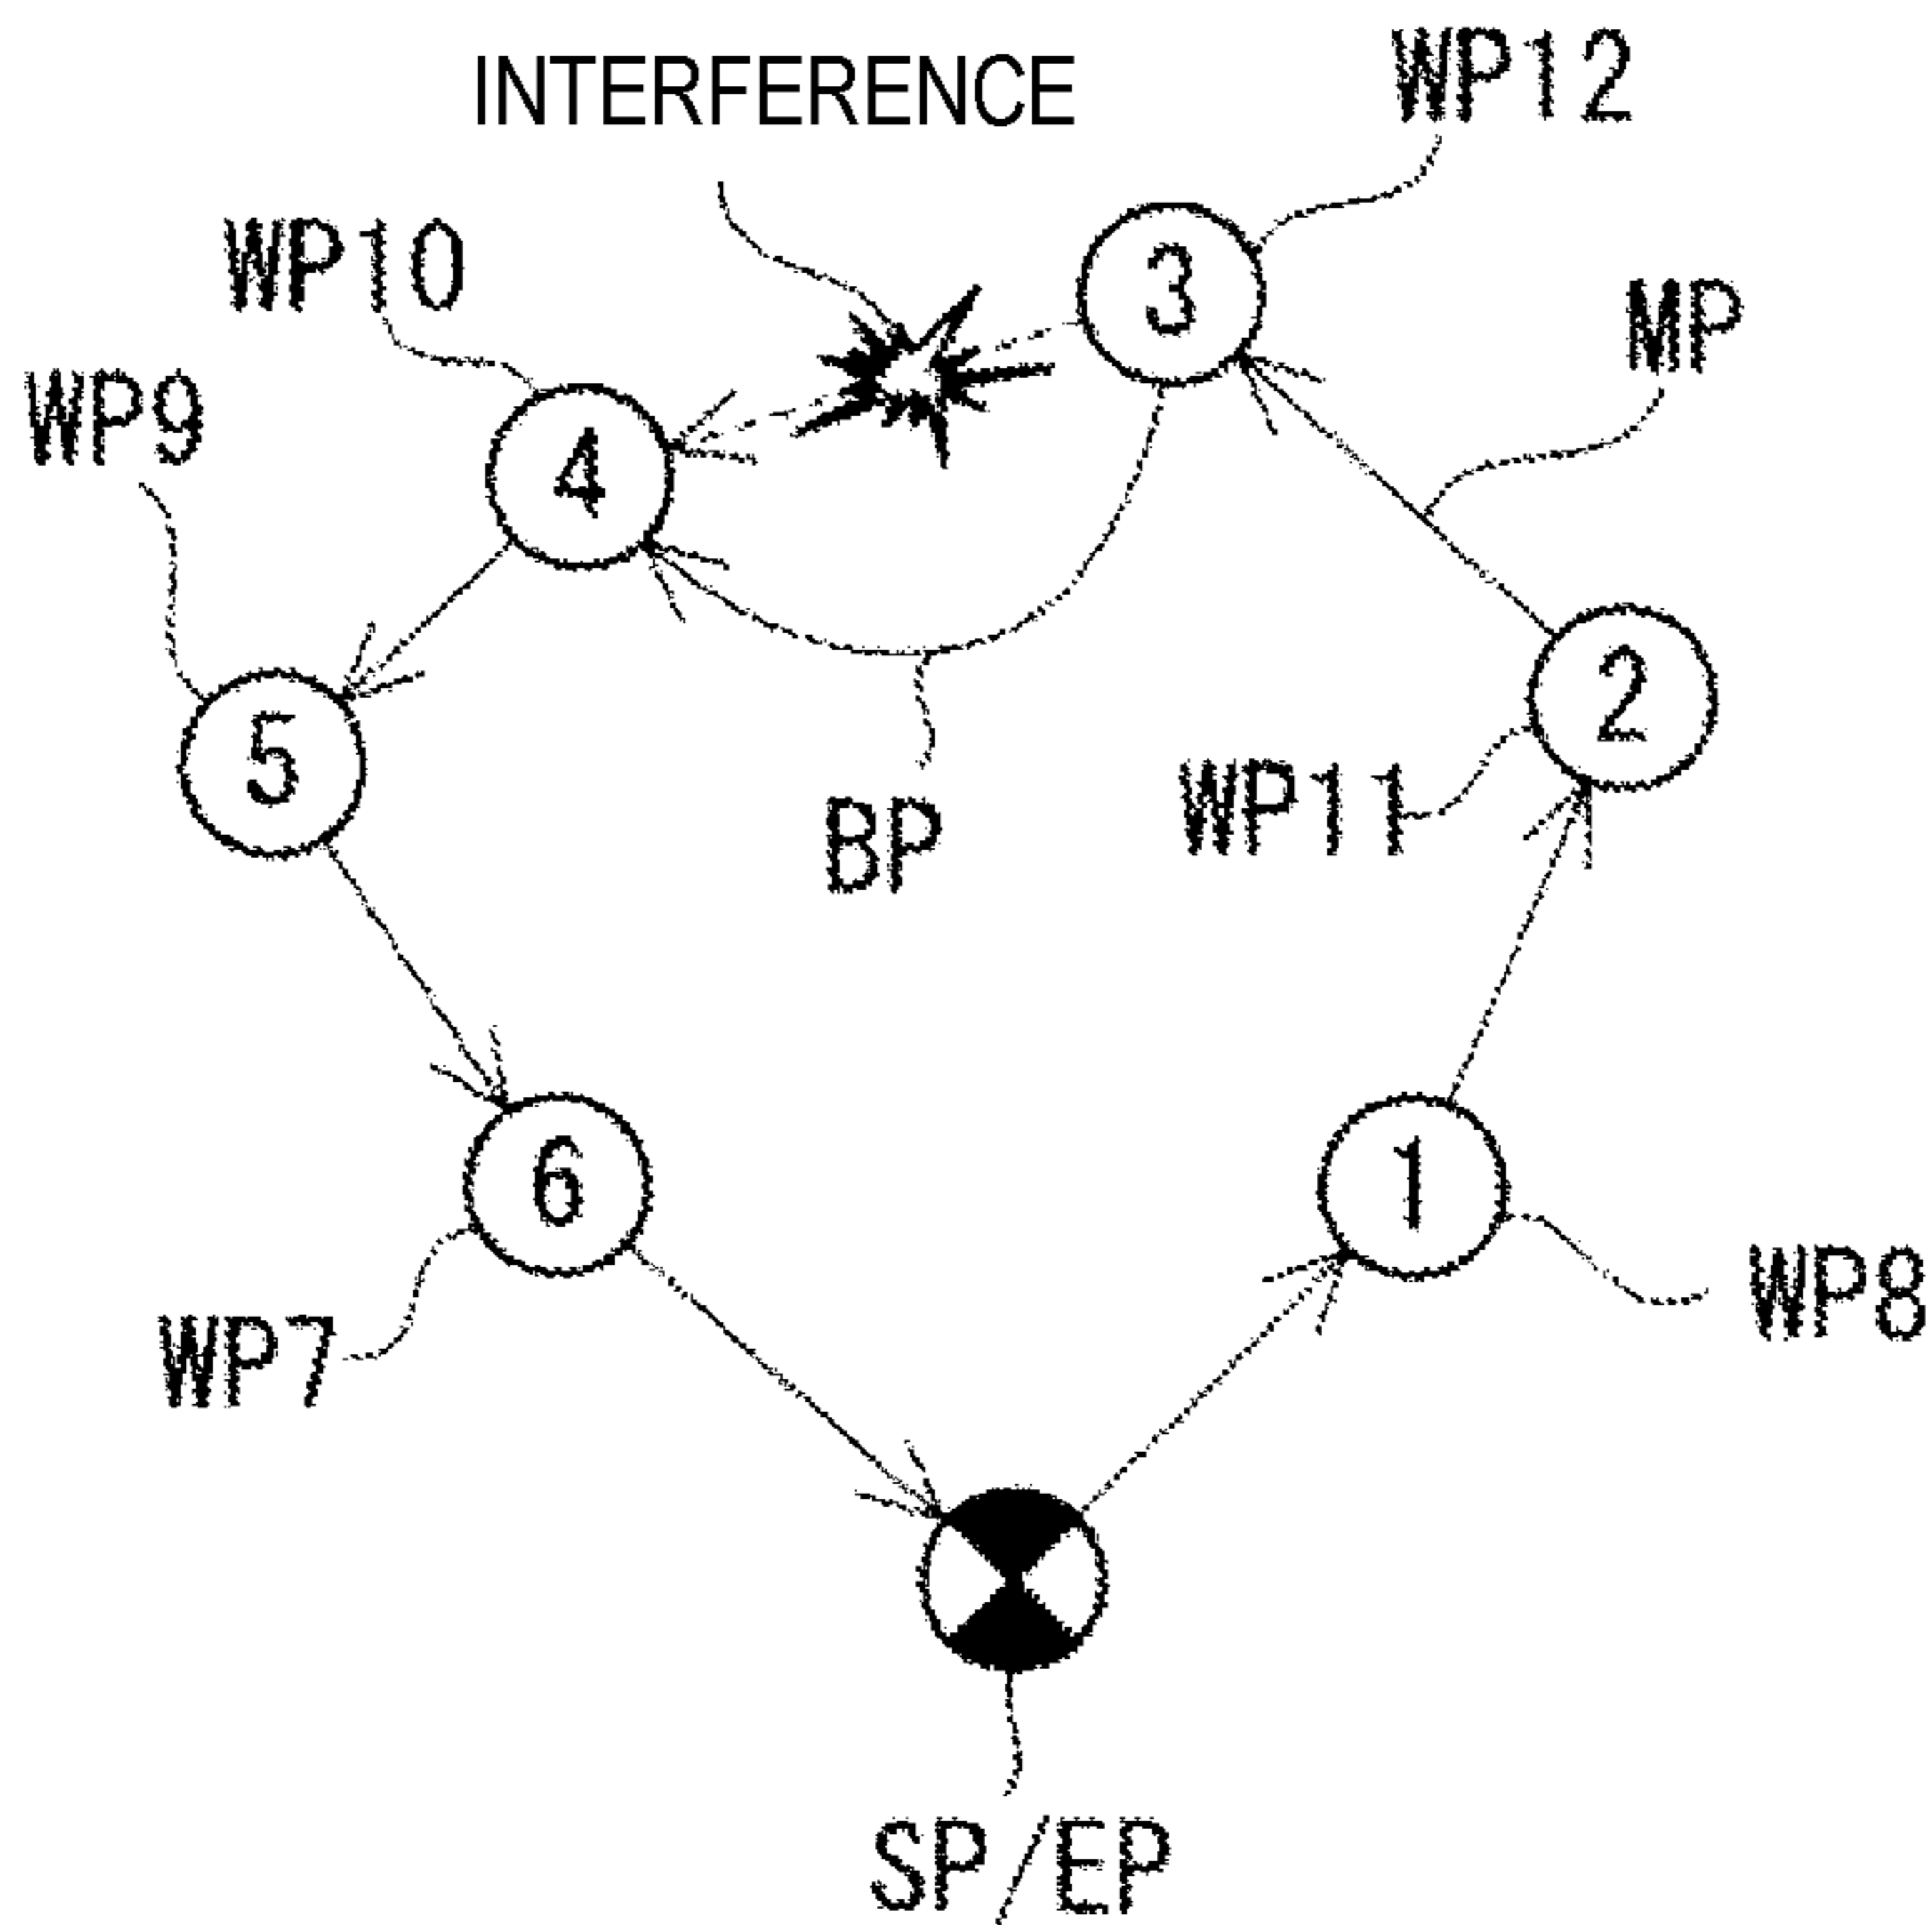 INTERFERENCE
WP12
WP10
3
MP
WP9
4
2
5
WP11
BP
6
1
WP8
WP7
SP/EP